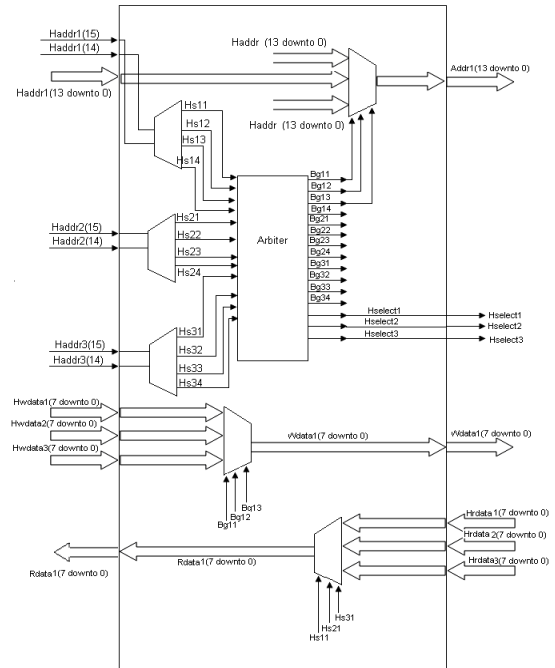 Haddr1(15)
Haddr1(14)
Haddr1(13 downto 0)
Haddr (13 downto 0)
Haddr (13 downto 0)
Addr1(13 downto 0)
Hs11
Hs12
Hs13
Hs14
Haddr2(15)
Haddr2(14)
Hs21
Hs22
Hs23
Hs24
Haddr3(15)
Haddr3(14)
Hs31
Hs32
Hs33
Hs34
Arbiter
Bg11
Bg12
Bg13
Bg14
Bg21
Bg22
Bg23
Bg24
Bg31
Bg32
Bg33
Bg34
Hselect1
Hselect2
Hselect3
Hselect1
Hselect2
Hselect3
Hwdata1(7 downto 0)
Hwdata2(7 downto 0)
Hwdata3(7 downto 0)
Wdata1(7 downto 0)
Wdata1(7 downto 0)
Bg13
Bg12
Bg11
Hrdata1(7 downto 0)
Hrdata 2(7 downto 0)
Hrdata3(7 downto 0)
Rdata1(7 downto 0)
Rdata1(7 downto 0)
Hs31
Hs21
Hs11